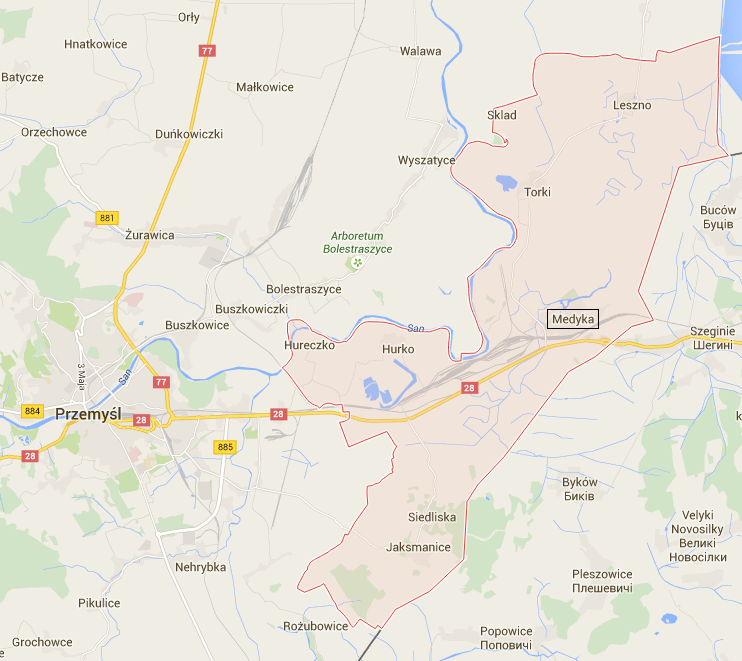 Orły
Hnatkowice
77
Walawa
Batycze
Małkowice
Leszno
Sklad
Orzechowce
Duńkowiczki
Wyszatyce
Torki
881
Żurawica
Arboretum
Bolestraszyce
Buców
Буців
Bolestraszyce
Buszkowiczki
Buszkowice
San
Medyka
Szeginie
Шегині
Hureczko
Hurko
3 Maja
San
77
28
884
Przemyśl
28
28
885
28
k
Byków
Биків
Siedliska
Velyki
Novosilky
Великі
Новосілки
Jaksmanice
Nehrybka
Pleszowice
Плешевичі
Pikulice
Rożubowice
Popowice
Поповичі
Grochowce
e